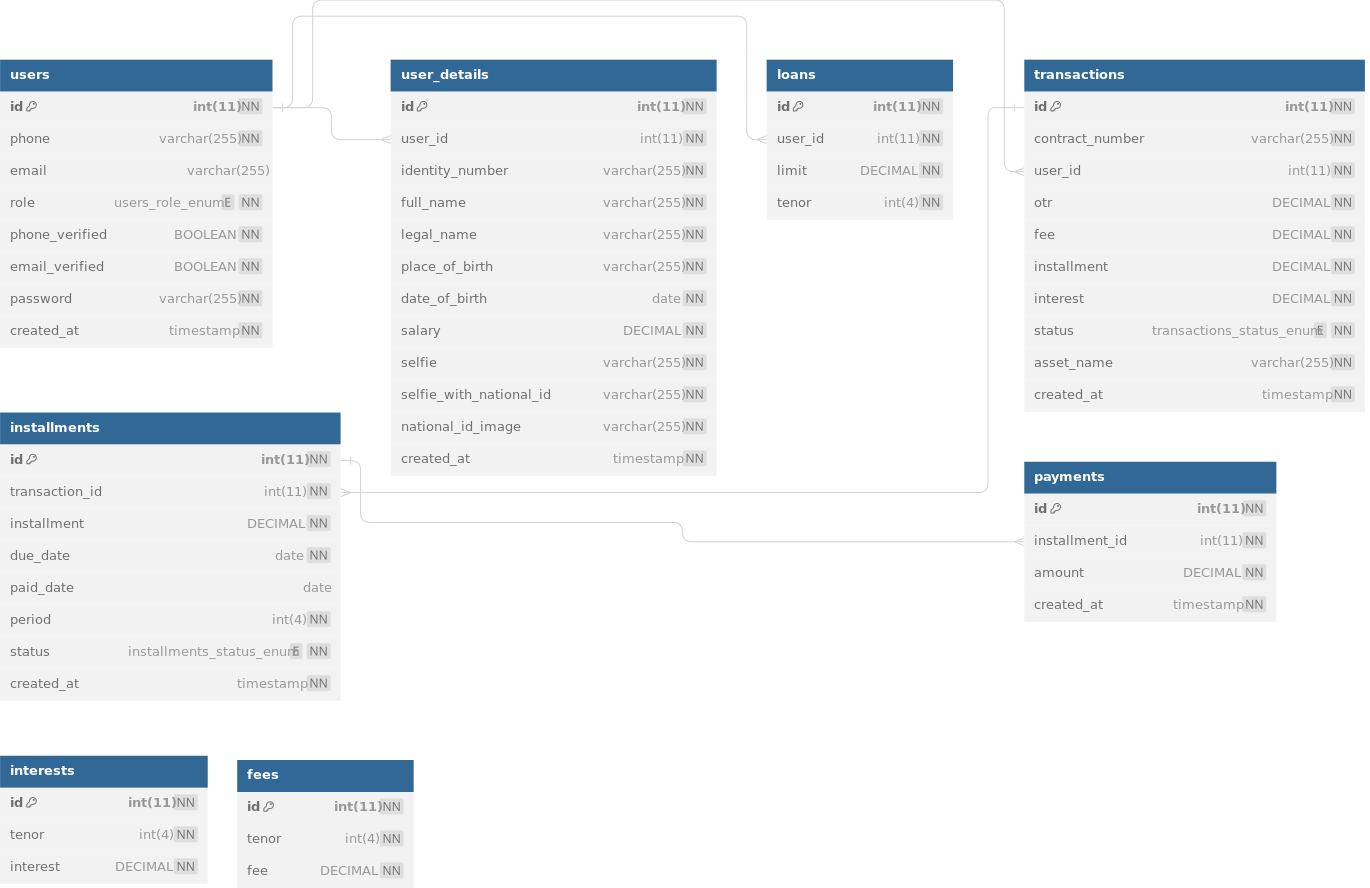 users
id int(11) NN
phone varchar(255) NN
email varchar(255)
role users_role_enum E NN
phone_verified BOOLEAN NN
email_verified BOOLEAN NN
password varchar(255) NN
created_at timestamp NN
user_details
id int(11) NN
user_id int(11) NN
identity_number varchar(255) NN
full_name varchar(255) NN
legal_name varchar(255) NN
place_of_birth varchar(255) NN
date_of_birth date NN
salary DECIMAL NN
selfie varchar(255) NN
selfie_with_national_id varchar(255) NN
national_id_image varchar(255) NN
created_at timestamp NN
loans
id int(11) NN
user_id int(11) NN
limit DECIMAL NN
tenor int(4) NN
transactions
id int(11) NN
contract_number varchar(255) NN
user_id int(11) NN
otr DECIMAL NN
fee DECIMAL NN
installment DECIMAL NN
interest DECIMAL NN
status transactions_status_enum E NN
asset_name varchar(255) NN
created_at timestamp NN
installments
id int(11) NN
transaction_id int(11) NN
installment DECIMAL NN
due_date date NN
paid_date date
period int(4) NN
status installments_status_enum E NN
created_at timestamp NN
payments
id int(11) NN
installment_id int(11) NN
amount DECIMAL NN
created_at timestamp NN
interests
id int(11) NN
tenor int(4) NN
interest DECIMAL NN
fees
id int(11) NN
tenor int(4) NN
fee DECIMAL NN